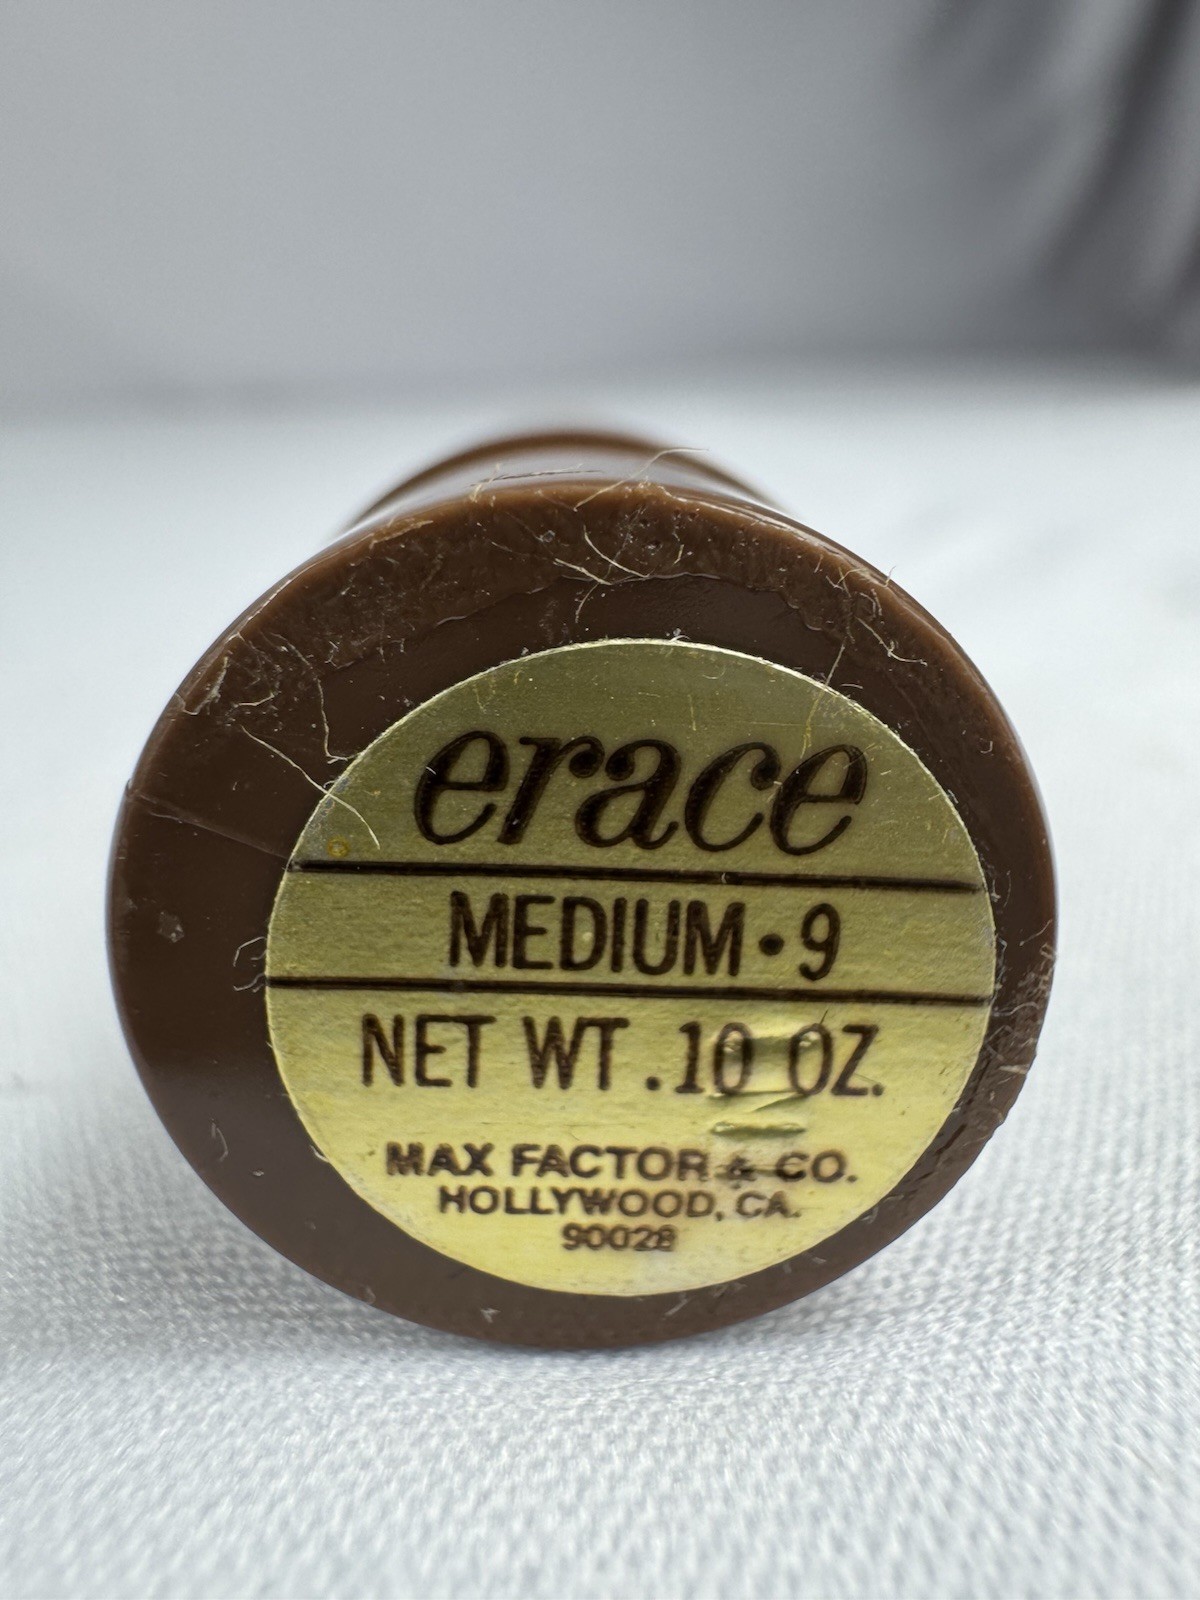 erace
MEDIUM • 9
NET WT .10 OZ.
MAX FACTOR & CO.
HOLLYWOOD, CA.
90028